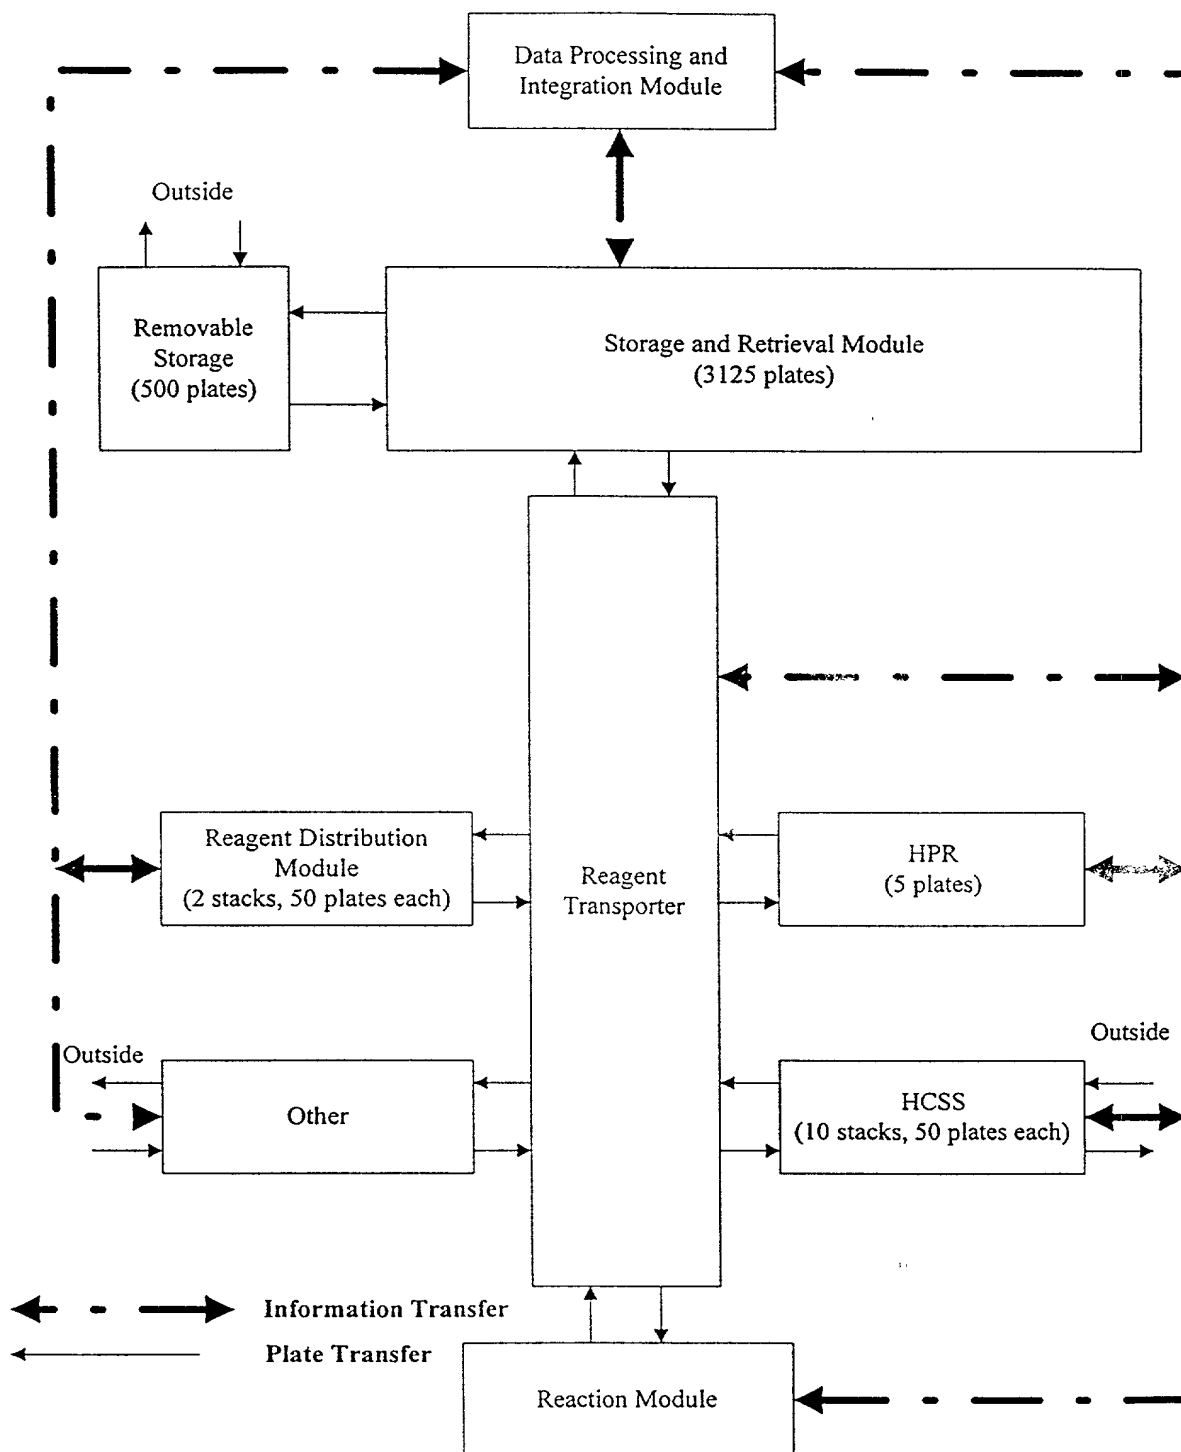 Data Processing and
Integration Module
Outside
Removable
Storage
(500 plates)
Storage and Retrieval Module
(3125 plates)
Reagent Distribution
Module
(2 stacks, 50 plates each)
Reagent
Transporter
HPR
(5 plates)
Outside
Other
Outside
HCSS
(10 stacks, 50 plates each)
Information Transfer
Plate Transfer
Reaction Module